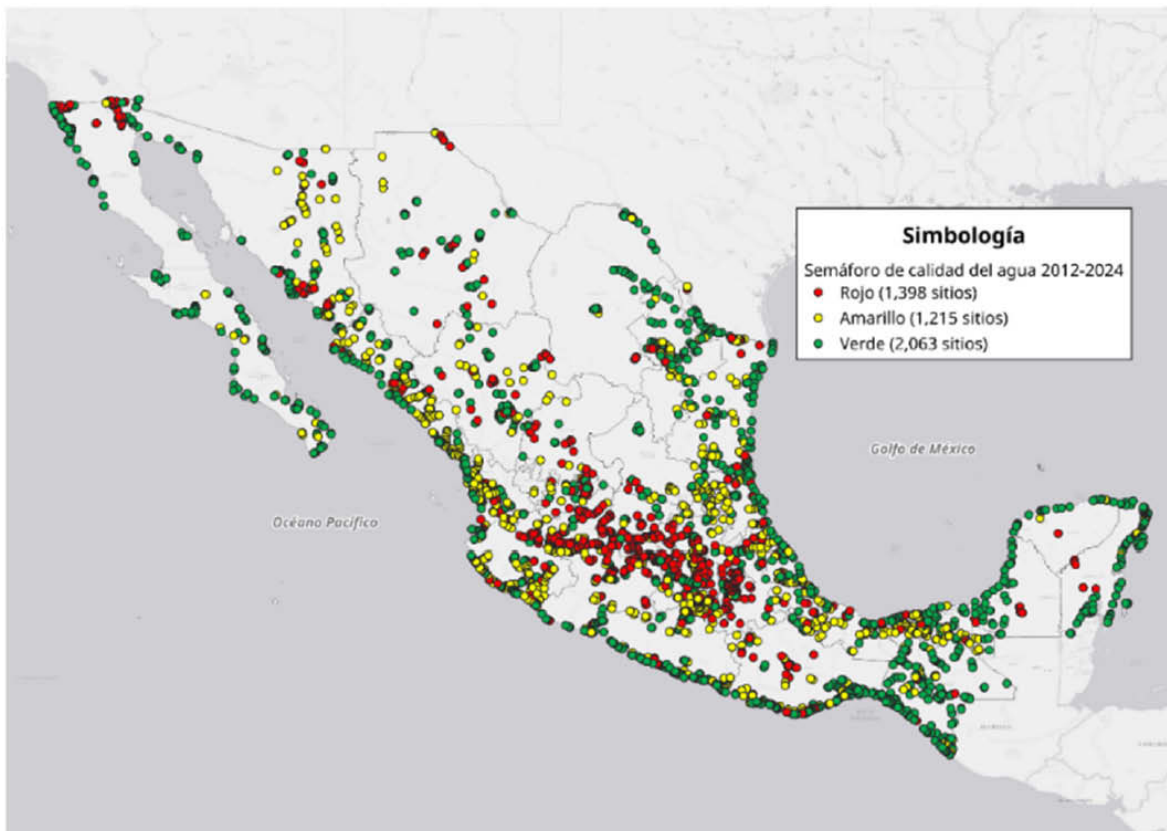 Simbología
Semáforo de calidad del agua 2012-2024
Rojo (1,398 sitios)
Amarillo (1,215 sitios)
Verde (2,063 sitios)
Golfo de México
Océano Pacífico